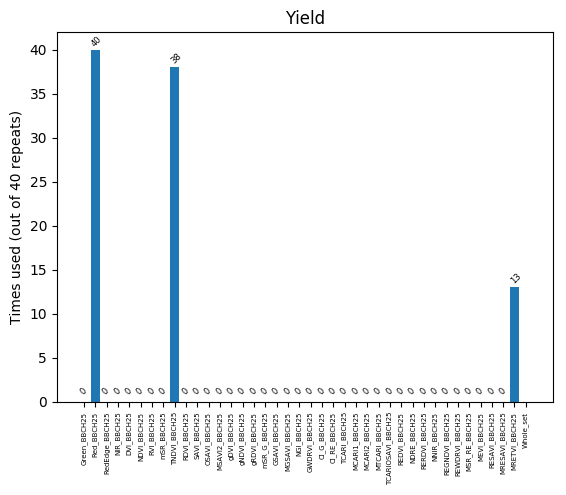 Yield
Times used (out of 40 repeats)
40
35
30
25
20
15
10
5
0
0 40 0 0 0 0 0 0 38 0 0 0 0 0 0 0 0 0 0 0 0 0 0 0 0 0 0 0 0 0 0 0 0 0 0 0 0 0 13
Green_BBCH25
Red_BBCH25
RedEdge_BBCH25
NIR_BBCH25
DVI_BBCH25
NDVI_BBCH25
RVI_BBCH25
mSR_BBCH25
TNDVI_BBCH25
RDVI_BBCH25
SAVI_BBCH25
OSAVI_BBCH25
MSAVI2_BBCH25
gDVI_BBCH25
gNDVI_BBCH25
gRDVI_BBCH25
mSR_G_BBCH25
GSAVI_BBCH25
MGSAVI_BBCH25
NGI_BBCH25
GWDRVI_BBCH25
CI_G_BBCH25
CI_RE_BBCH25
TCARI_BBCH25
MCARI1_BBCH25
MCARI2_BBCH25
MTCARI_BBCH25
TCARIOSAVI_BBCH25
REDVI_BBCH25
NDRE_BBCH25
RERDVI_BBCH25
NNIR_BBCH25
REGNDVI_BBCH25
REWDRVI_BBCH25
MSR_RE_BBCH25
MEVI_BBCH25
RESAVI_BBCH25
MRESAVI_BBCH25
MRETVI_BBCH25
Whole_set